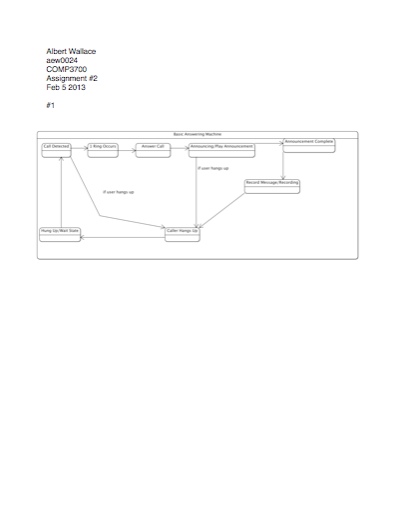 Albert Wallace
aew0024
COMP3700
Assignment #2
Feb 5 2013
#1
Basic Answering Machine
Call Detected
1 Ring Occurs
Answer Call
Announcing/Play Announcement
Announcement Complete
if user hangs up
Record Message/Recording
if user hangs up
Hang Up/Wait State
Caller Hangs Up